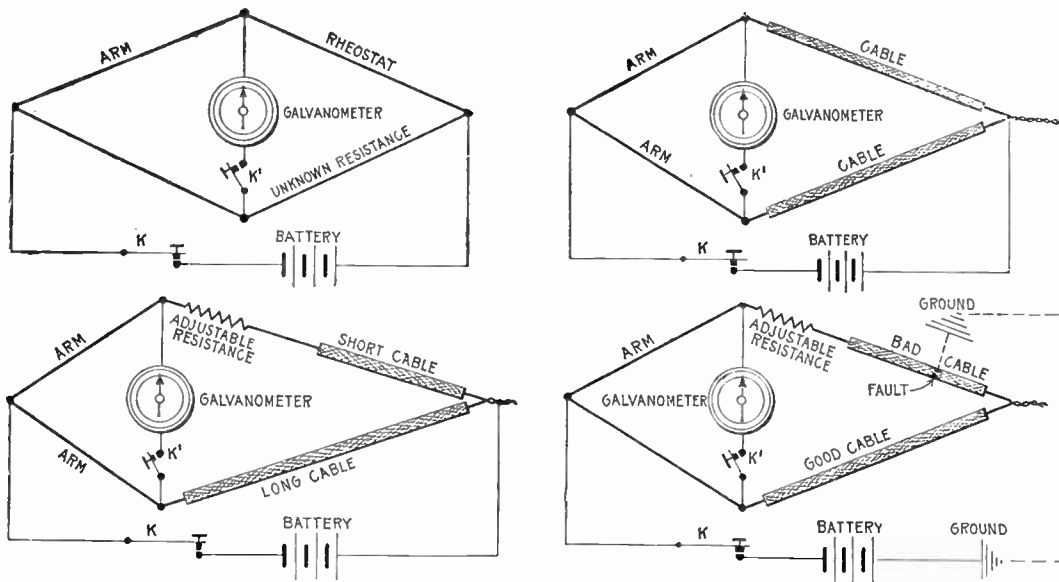 ARM
RHEOSTAT
GALVANOMETER
K'
UNKNOWN RESISTANCE
K
BATTERY
ARM
CABLE
GALVANOMETER
ARM
K'
CABLE
K
BATTERY
ARM
ADJUSTABLE
RESISTANCE
SHORT CABLE
GALVANOMETER
ARM
K'
LONG CABLE
K
BATTERY
GROUND
ARM
ADJUSTABLE
RESISTANCE
BAD CABLE
FAULT
GALVANOMETER
K'
GOOD CABLE
K
BATTERY
GROUND